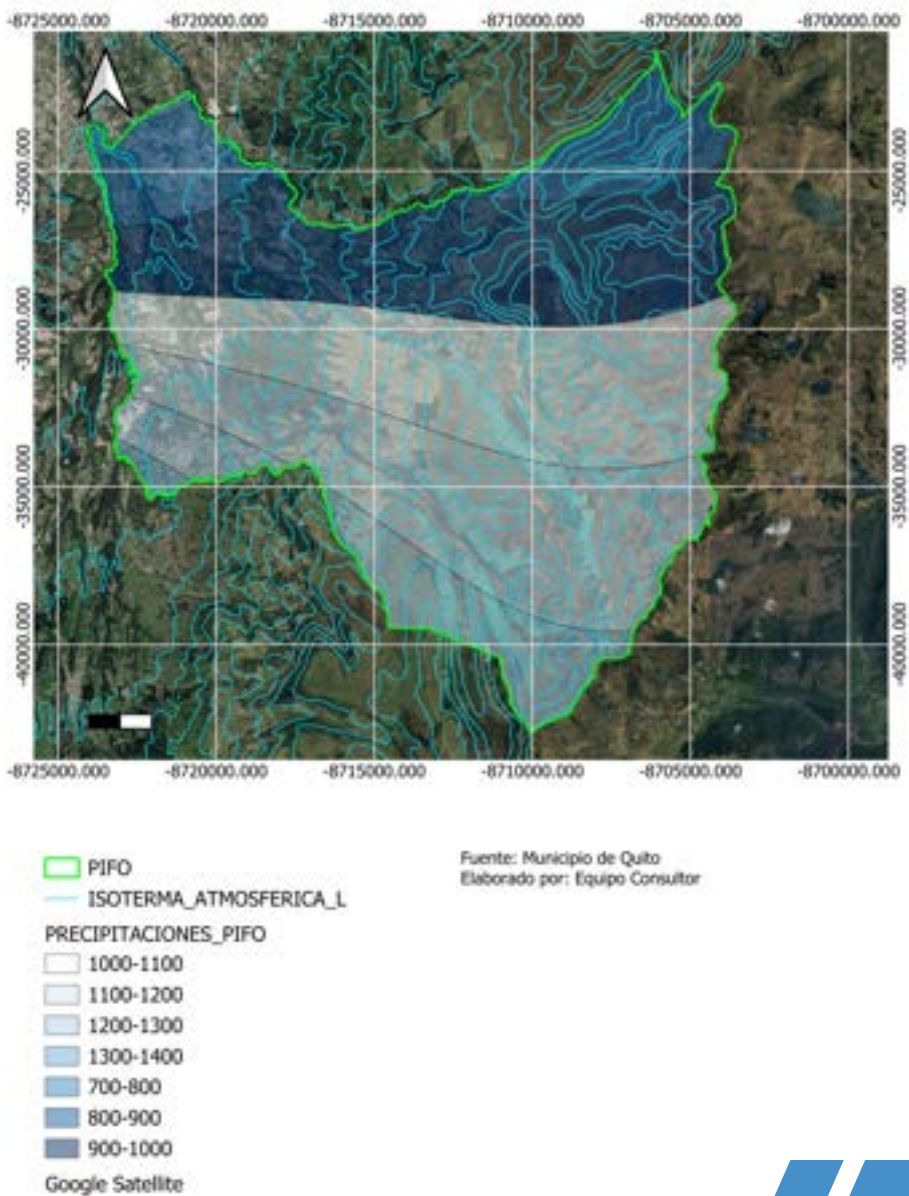 -8725000.000 -8720000.000 -8715000.000 -8710000.000 -8705000.000 -8700000.000
-25000.000 -25000.000
-30000.000 -30000.000
-35000.000 -35000.000
-40000.000 -40000.000
-8725000.000 -8720000.000 -8715000.000 -8710000.000 -8705000.000 -8700000.000
PIFO
ISOTERMA_ATMOSFERICA_L
PRECIPITACIONES_PIFO
1000-1100
1100-1200
1200-1300
1300-1400
700-800
800-900
900-1000
Google Satellite
Fuente: Municipio de Quito
Elaborado por: Equipo Consultor